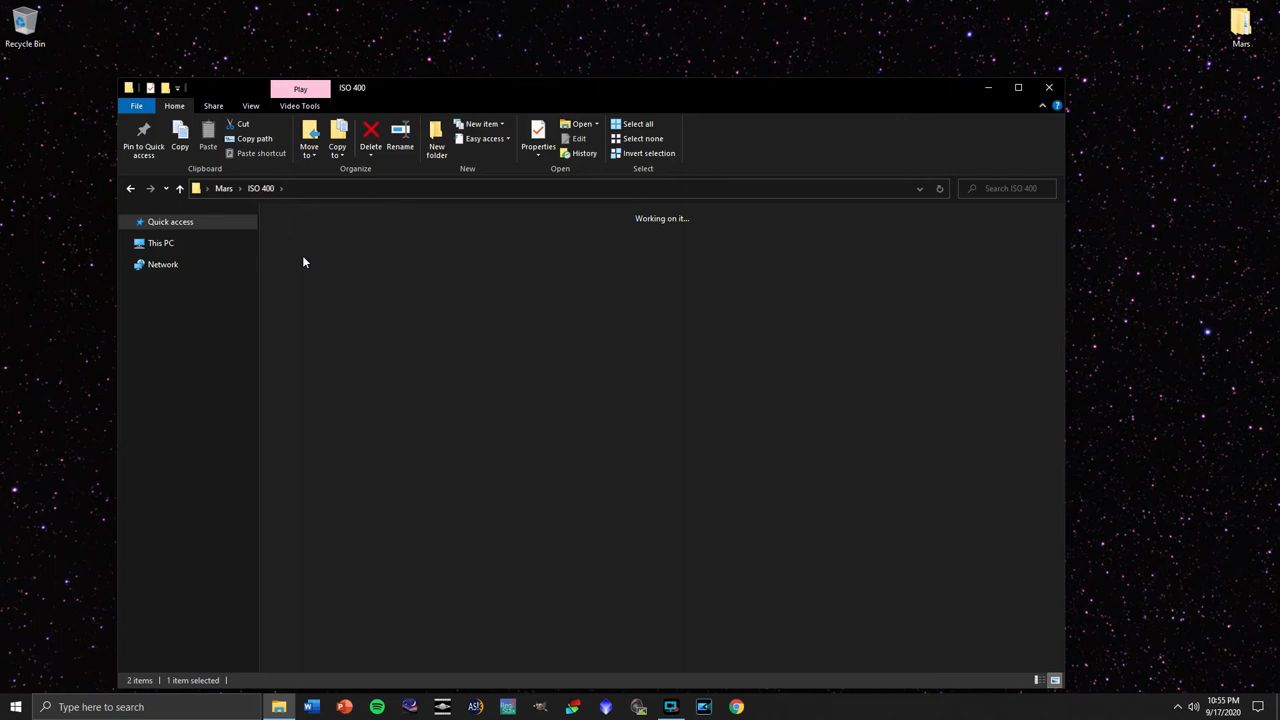 Recycle Bin
Mars
Play
ISO 400
File
Home
Share
View
Video Tools
Pin to Quick access
Copy
Paste
Cut
Copy path
Paste shortcut
Clipboard
Move to
Copy to
Delete
Rename
Organize
New folder
New item
Easy access
New
Properties
Open
Edit
History
Open
Select all
Select none
Invert selection
Select
Mars
ISO 400
Search ISO 400
Quick access
This PC
Network
Working on it...
2 items
1 item selected
Type here to search
10:55 PM
9/17/2020